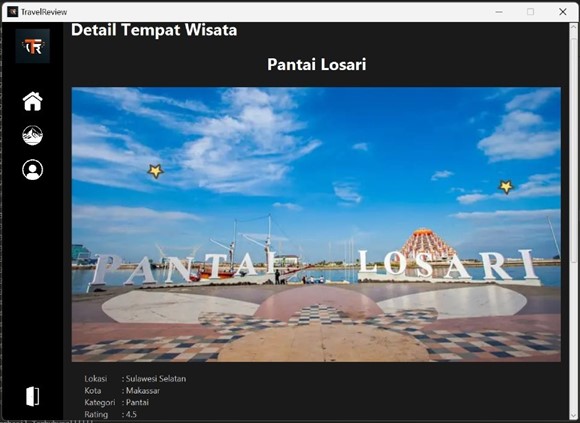 TravelReview
TR
Detail Tempat Wisata
Pantai Losari
PANTAI LOSARI
Lokasi : Sulawesi Selatan
Kota : Makassar
Kategori : Pantai
Rating : 4.5